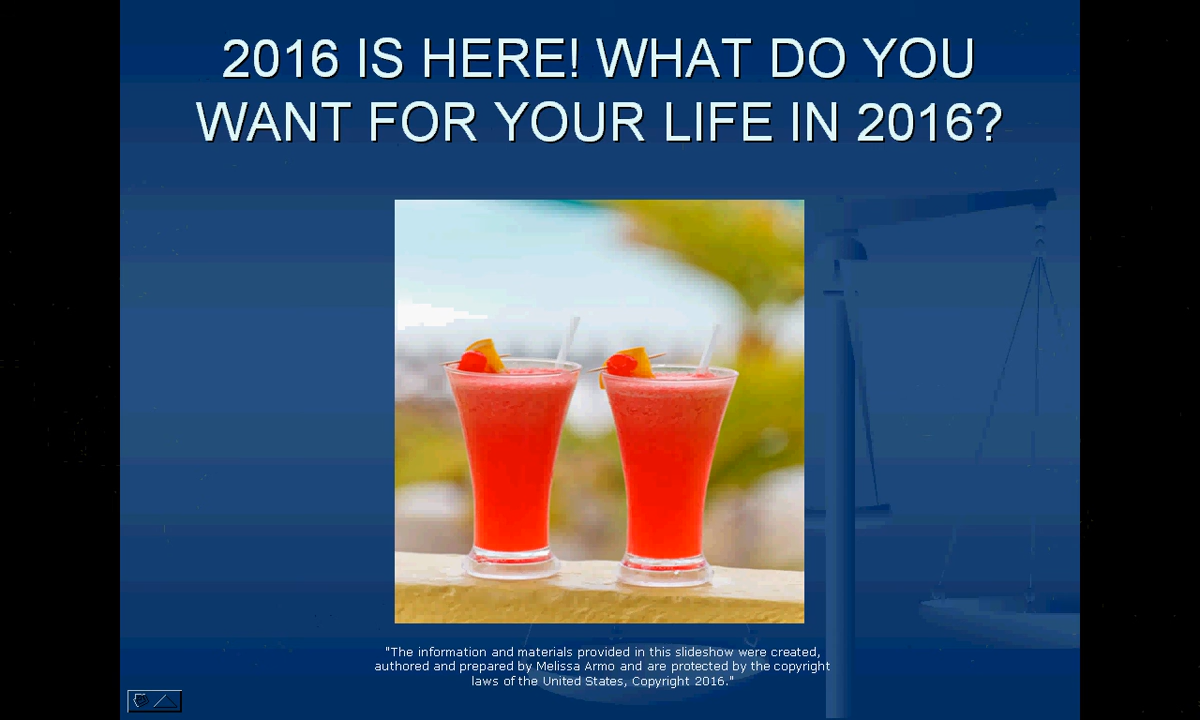 2016 IS HERE! WHAT DO YOU
WANT FOR YOUR LIFE IN 2016?
"The information and materials provided in this slideshow were created,
authored and prepared by Melissa Armo and are protected by the copyright
laws of the United States, Copyright 2016."